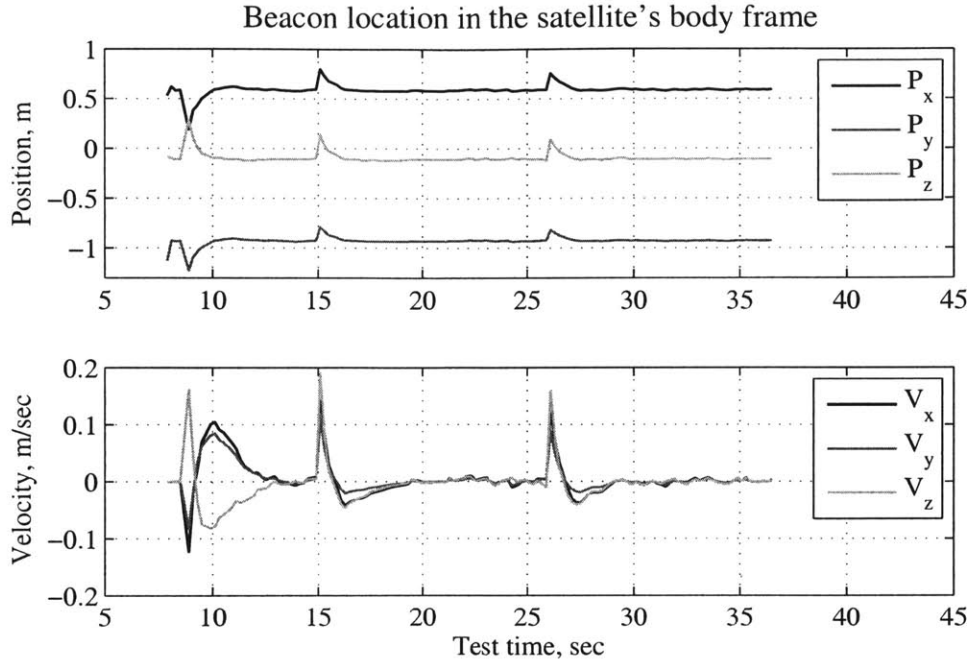 Beacon location in the satellite's body frame
Position, m
1
0.5
0
−0.5
−1
5 10 15 20 25 30 35 40 45
P_x
P_y
P_z
Velocity, m/sec
0.2
0.1
0
−0.1
−0.2
5 10 15 20 25 30 35 40 45
V_x
V_y
V_z
Test time, sec